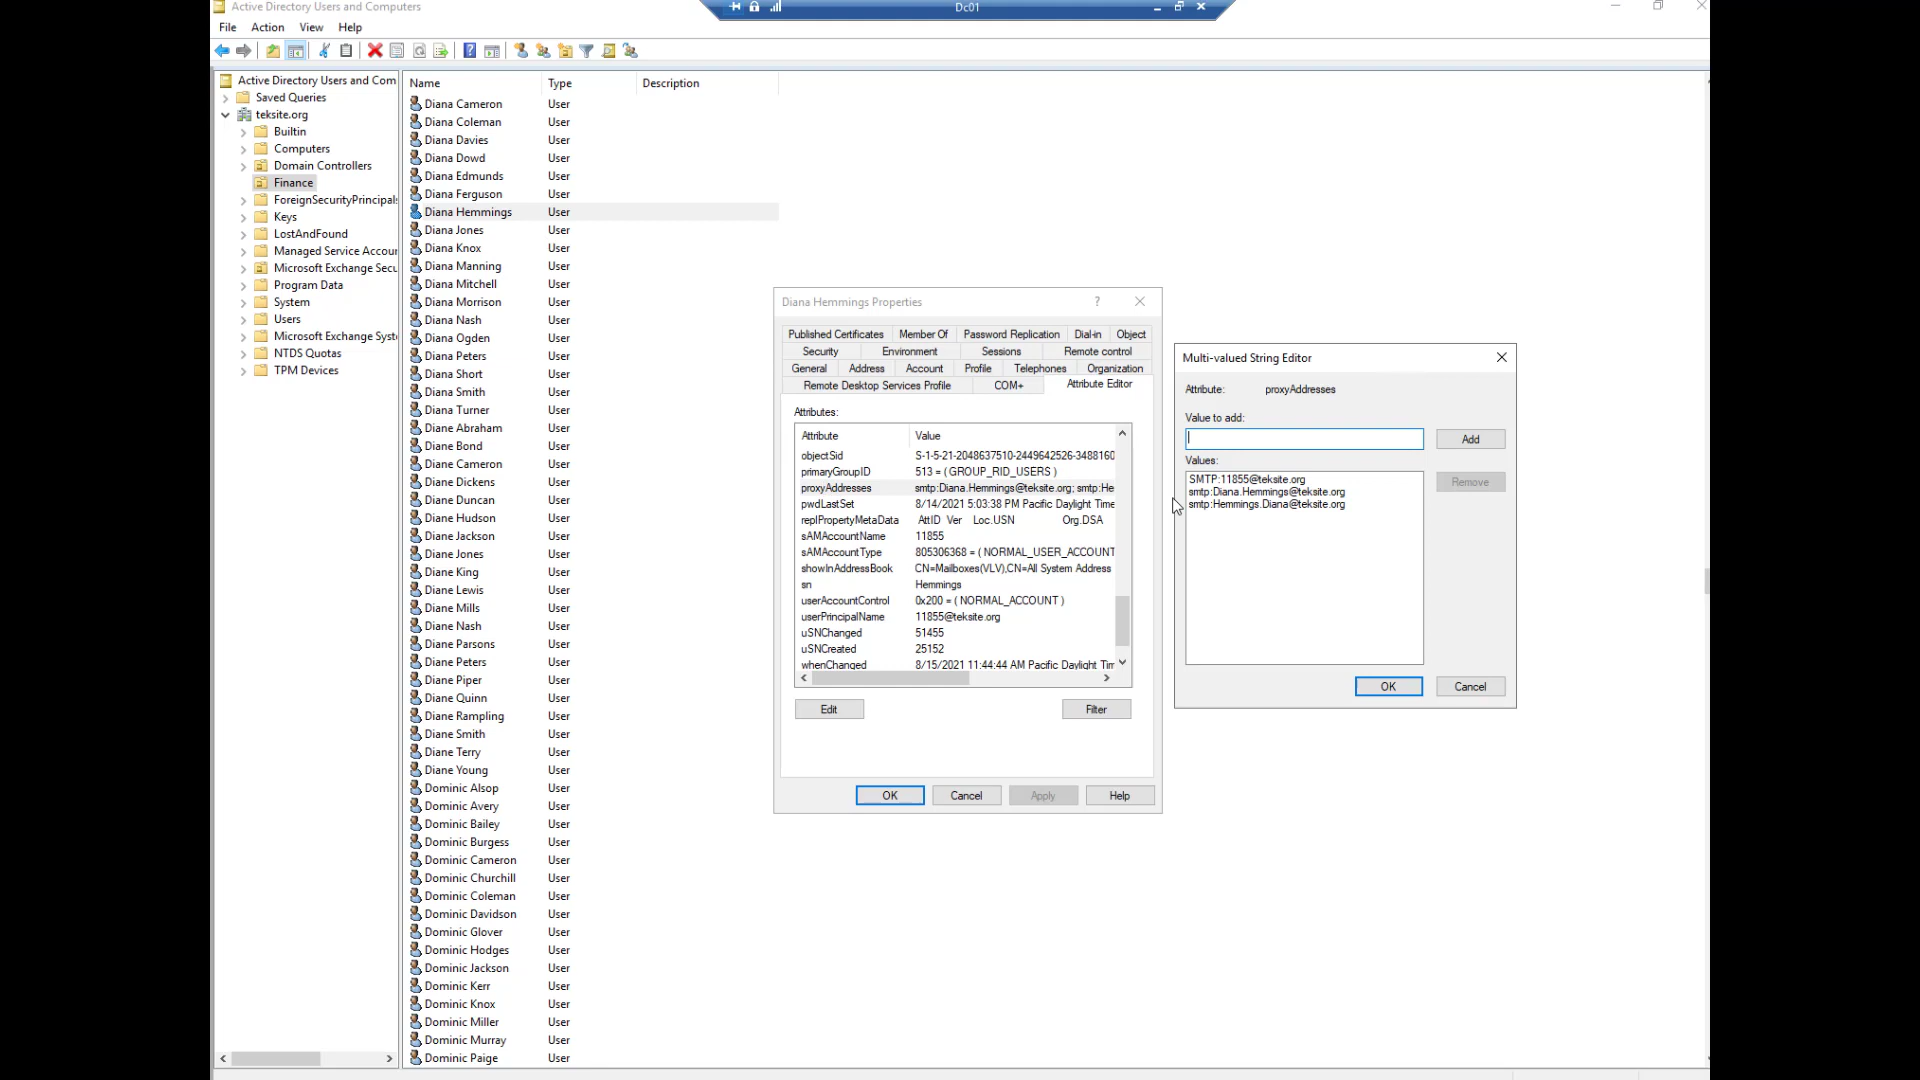 Active Directory Users and Computers
Dc01
File Action View Help
Active Directory Users and Com
Saved Queries
teksite.org
Builtin
Computers
Domain Controllers
Finance
ForeignSecurityPrincipals
Keys
LostAndFound
Managed Service Accour
Microsoft Exchange Secu
Program Data
System
Users
Microsoft Exchange Syst
NTDS Quotas
TPM Devices
Name Type Description
Diana Cameron User
Diana Coleman User
Diana Davies User
Diana Dowd User
Diana Edmunds User
Diana Ferguson User
Diana Hemmings User
Diana Jones User
Diana Knox User
Diana Manning User
Diana Mitchell User
Diana Morrison User
Diana Nash User
Diana Ogden User
Diana Peters User
Diana Short User
Diana Smith User
Diana Turner User
Diane Abraham User
Diane Bond User
Diane Cameron User
Diane Dickens User
Diane Duncan User
Diane Hudson User
Diane Jackson User
Diane Jones User
Diane King User
Diane Lewis User
Diane Mills User
Diane Nash User
Diane Parsons User
Diane Peters User
Diane Piper User
Diane Quinn User
Diane Rampling User
Diane Smith User
Diane Terry User
Diane Young User
Dominic Alsop User
Dominic Avery User
Dominic Bailey User
Dominic Burgess User
Dominic Cameron User
Dominic Churchill User
Dominic Coleman User
Dominic Davidson User
Dominic Glover User
Dominic Hodges User
Dominic Jackson User
Dominic Kerr User
Dominic Knox User
Dominic Miller User
Dominic Murray User
Dominic Paige User
Diana Hemmings Properties ?
Published Certificates Member Of Password Replication Dial-in Object
Security Environment Sessions Remote control
General Address Account Profile Telephones Organization
Remote Desktop Services Profile COM+ Attribute Editor
Attributes:
Attribute Value
objectSid S-1-5-21-2048637510-2449642526-3488160
primaryGroupID 513 = ( GROUP_RID_USERS )
proxyAddresses smtp:Diana.Hemmings@teksite.org; smtp:He
pwdLastSet 8/14/2021 5:03:38 PM Pacific Daylight Time
replPropertyMetaData AttID Ver Loc.USN Org.DSA
sAMAccountName 11855
sAMAccountType 805306368 = ( NORMAL_USER_ACCOUNT
showInAddressBook CN=Mailboxes(VLV),CN=All System Address
sn Hemmings
userAccountControl 0x200 = ( NORMAL_ACCOUNT )
userPrincipalName 11855@teksite.org
uSNChanged 51455
uSNCreated 25152
whenChanged 8/15/2021 11:44:44 AM Pacific Daylight Tim
Edit Filter
OK Cancel Apply Help
Multi-valued String Editor
Attribute: proxyAddresses
Value to add:
Add
Values:
SMTP:11855@teksite.org
smtp:Diana.Hemmings@teksite.org
smtp:Hemmings.Diana@teksite.org
Remove
OK Cancel